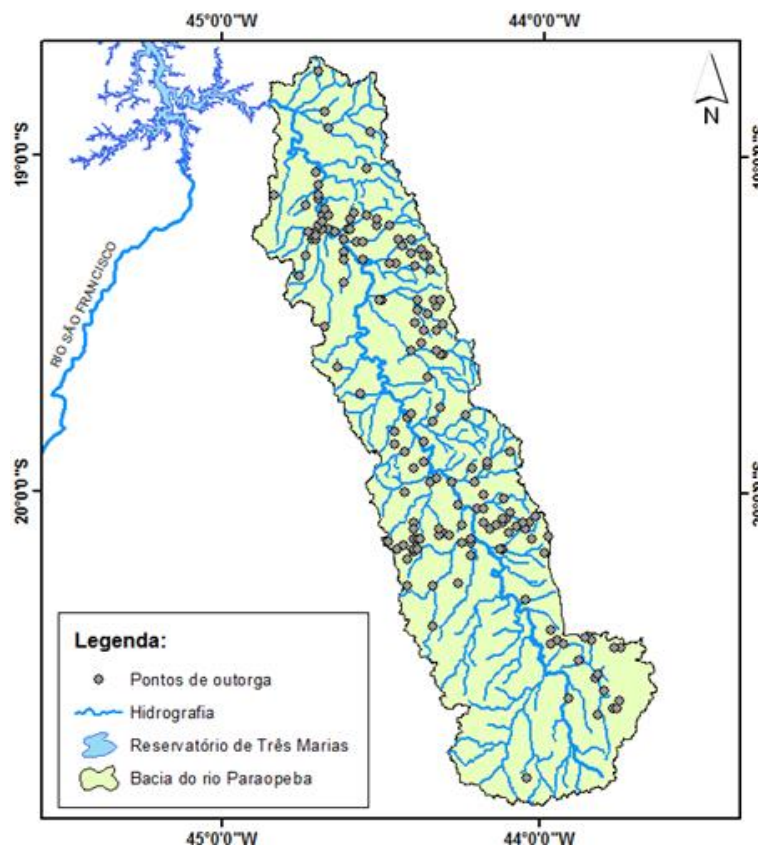 45°0'0"W 44°0'0"W
N
19°0'0"S 19°0'0"S
RIO SÃO FRANCISCO
20°0'0"S 20°0'0"S
Legenda:
Pontos de outorga
Hidrografia
Reservatório de Três Marias
Bacia do rio Paraopeba
45°0'0"W 44°0'0"W